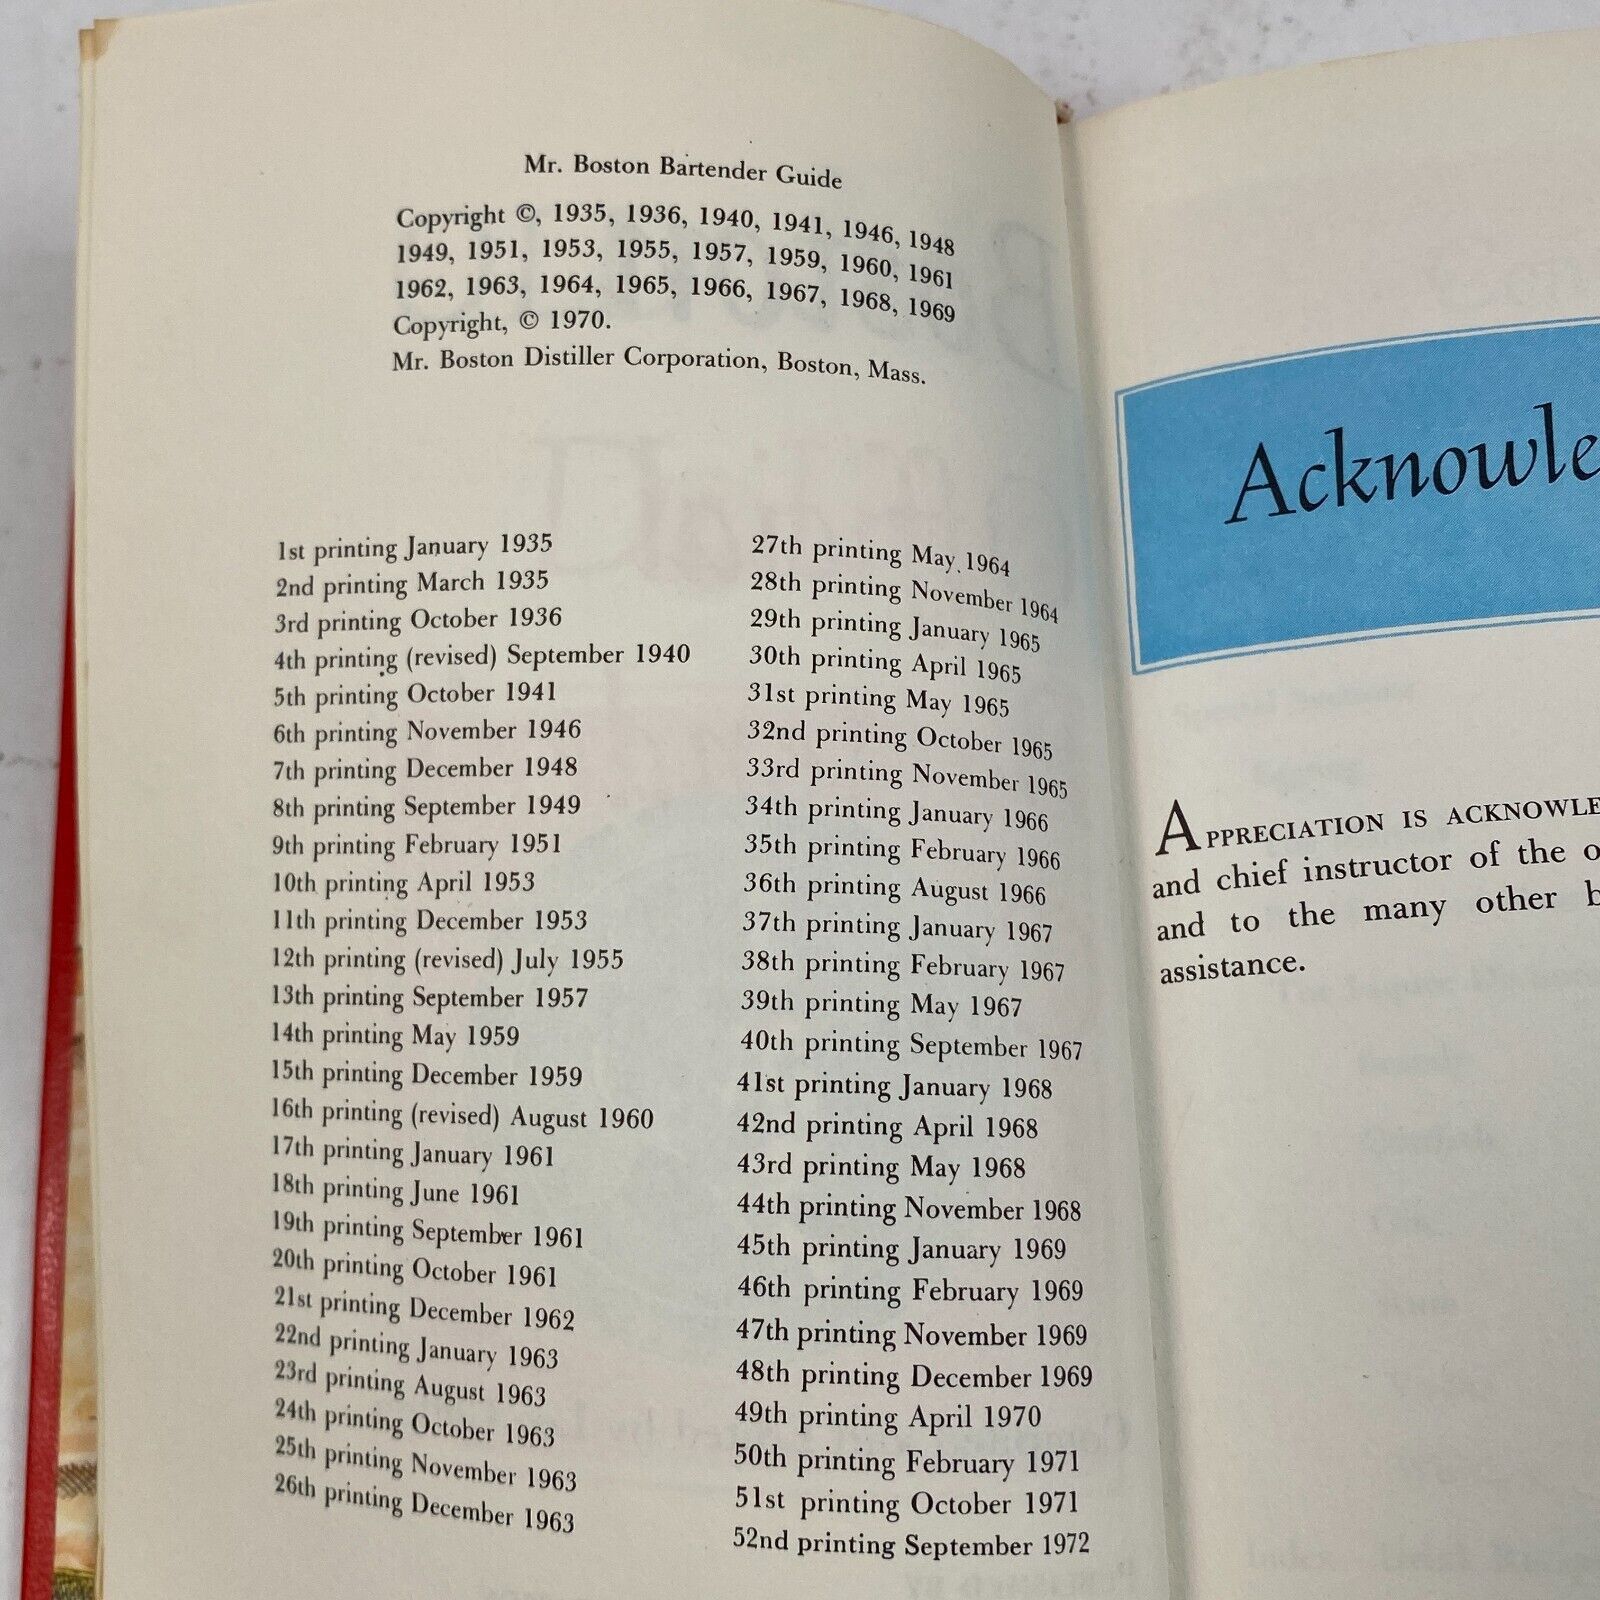 Mr. Boston Bartender Guide
Copyright ©, 1935, 1936, 1940, 1941, 1946, 1948
1949, 1951, 1953, 1955, 1957, 1959, 1960, 1961
1962, 1963, 1964, 1965, 1966, 1967, 1968, 1969
Copyright, © 1970.
Mr. Boston Distiller Corporation, Boston, Mass.
1st printing January 1935
2nd printing March 1935
3rd printing October 1936
4th printing (revised) September 1940
5th printing October 1941
6th printing November 1946
7th printing December 1948
8th printing September 1949
9th printing February 1951
10th printing April 1953
11th printing December 1953
12th printing (revised) July 1955
13th printing September 1957
14th printing May 1959
15th printing December 1959
16th printing (revised) August 1960
17th printing January 1961
18th printing June 1961
19th printing September 1961
20th printing October 1961
21st printing December 1962
22nd printing January 1963
23rd printing August 1963
24th printing October 1963
25th printing November 1963
26th printing December 1963
27th printing May 1964
28th printing November 1964
29th printing January 1965
30th printing April 1965
31st printing May 1965
32nd printing October 1965
33rd printing November 1965
34th printing January 1966
35th printing February 1966
36th printing August 1966
37th printing January 1967
38th printing February 1967
39th printing May 1967
40th printing September 1967
41st printing January 1968
42nd printing April 1968
43rd printing May 1968
44th printing November 1968
45th printing January 1969
46th printing February 1969
47th printing November 1969
48th printing December 1969
49th printing April 1970
50th printing February 1971
51st printing October 1971
52nd printing September 1972
Acknowle
APPRECIATION IS ACKNOWLE
and chief instructor of the o
and to the many other b
assistance.